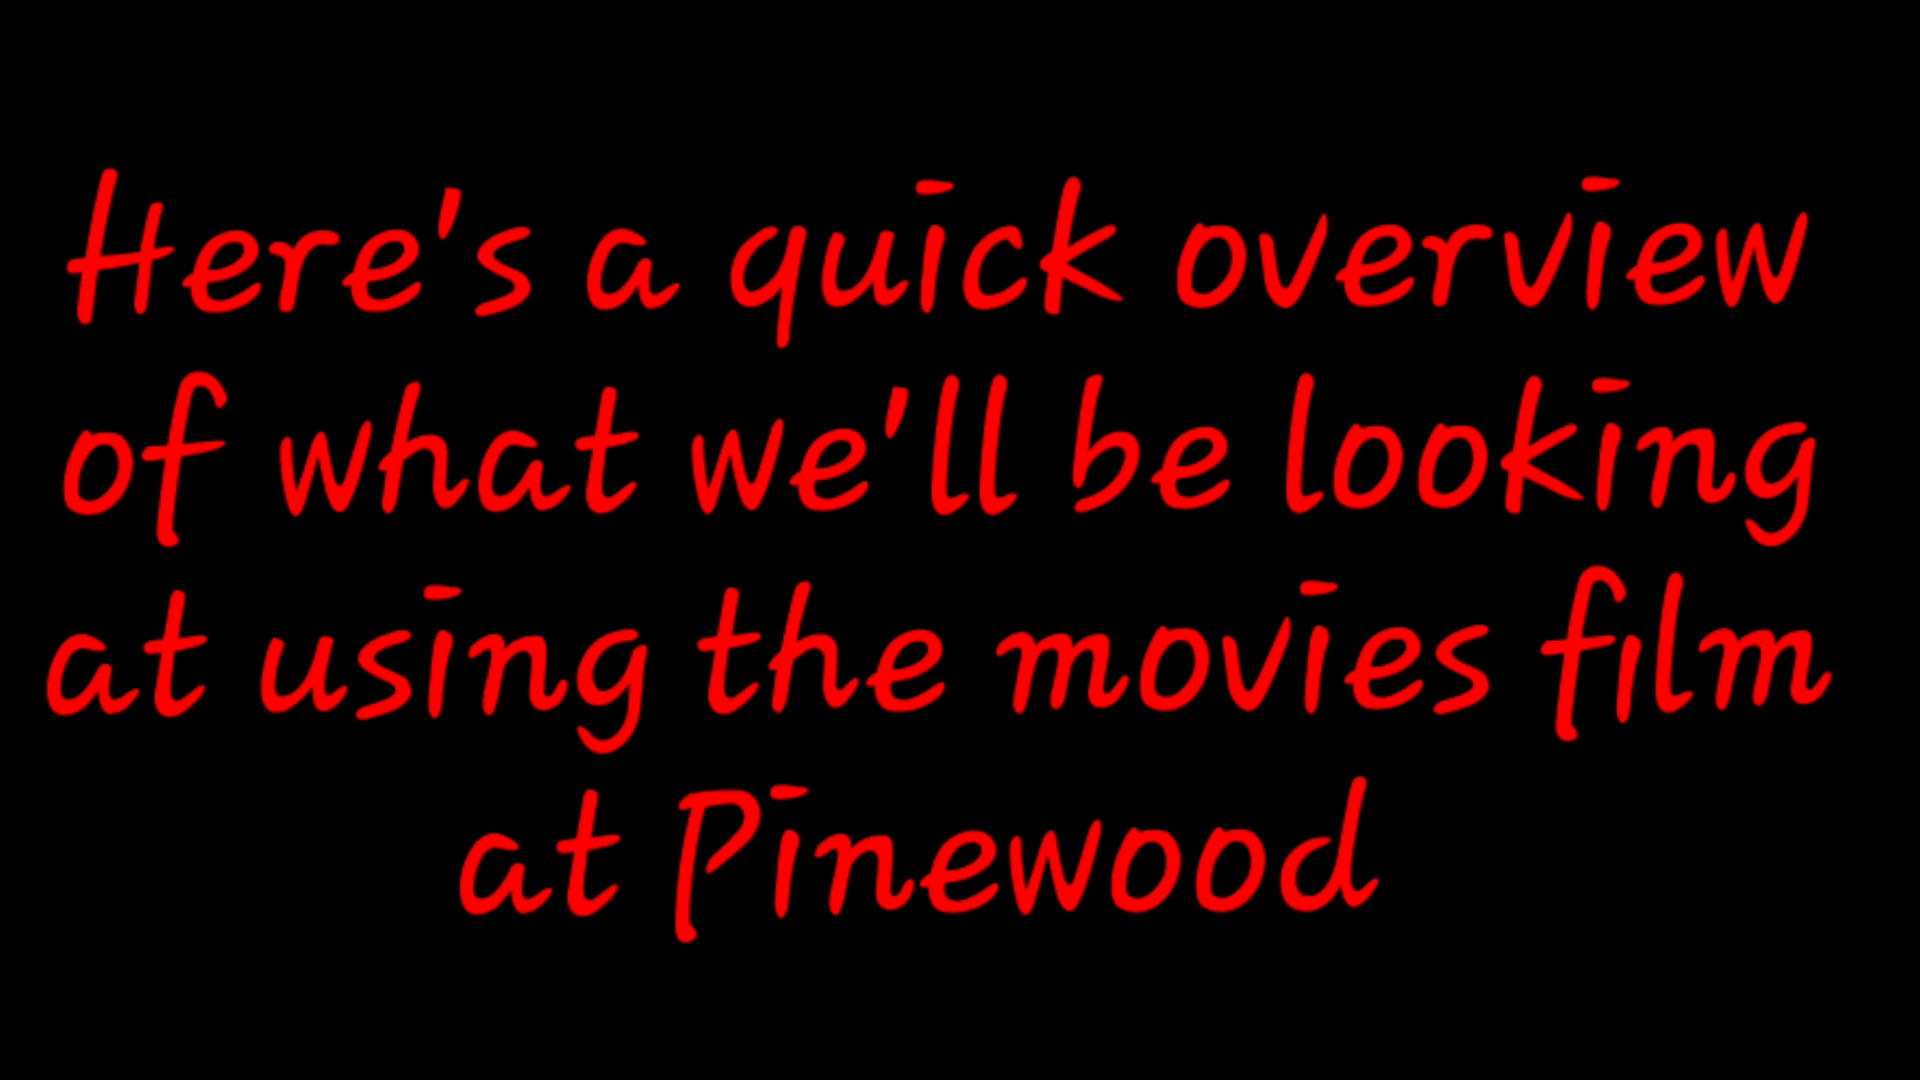 Here's a quick overview
of what we'll be looking
at using the movies film
at Pinewood